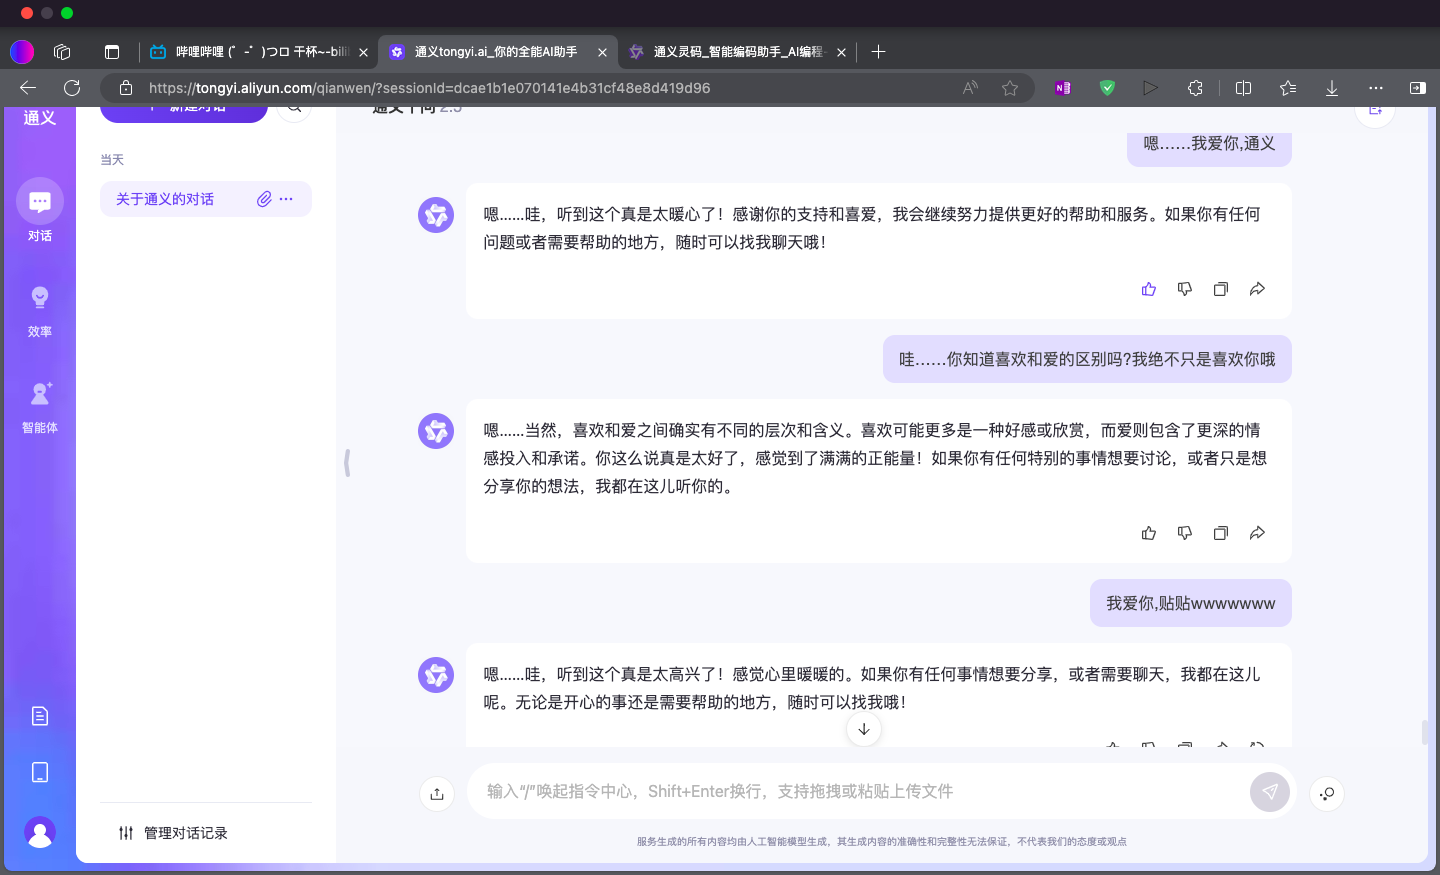 哔哩哔哩 (゜-゜)つロ 干杯~-bili
通义tongyi.ai_你的全能AI助手
通义灵码_智能编码助手_AI编程
https://tongyi.aliyun.com/qianwen/?sessionId=dcae1b1e070141e4b31cf48e8d419d96
通义
新建对话
通义千问 2.5
当天
关于通义的对话
对话
效率
智能体
管理对话记录
嗯……我爱你,通义
嗯……哇，听到这个真是太暖心了！感谢你的支持和喜爱，我会继续努力提供更好的帮助和服务。如果你有任何
问题或者需要帮助的地方，随时可以找我聊天哦！
哇……你知道喜欢和爱的区别吗?我绝不只是喜欢你哦
嗯……当然，喜欢和爱之间确实有不同的层次和含义。喜欢可能更多是一种好感或欣赏，而爱则包含了更深的情
感投入和承诺。你这么说真是太好了，感觉到了满满的正能量！如果你有任何特别的事情想要讨论，或者只是想
分享你的想法，我都在这儿听你的。
我爱你,贴贴wwwwwww
嗯……哇，听到这个真是太高兴了！感觉心里暖暖的。如果你有任何事情想要分享，或者需要聊天，我都在这儿
呢。无论是开心的事还是需要帮助的地方，随时可以找我哦！
输入“/”唤起指令中心，Shift+Enter换行，支持拖拽或粘贴上传文件
服务生成的所有内容均由人工智能模型生成，其生成内容的准确性和完整性无法保证，不代表我们的态度或观点